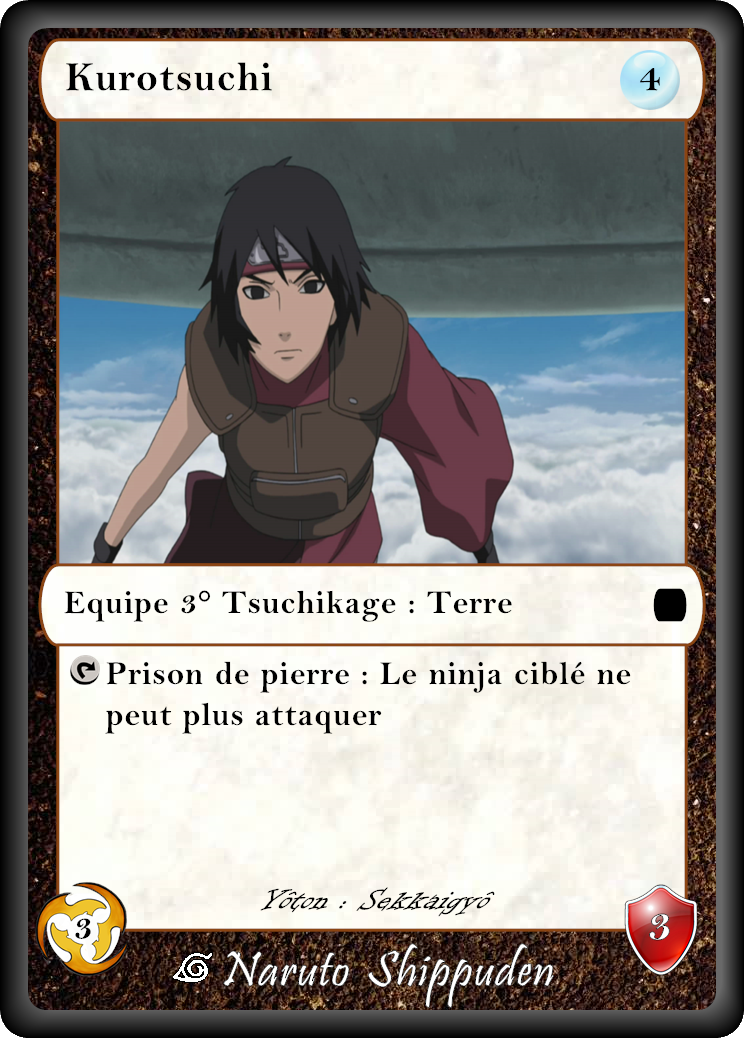 Kurotsuchi
4
Equipe 3° Tsuchikage : Terre
Prison de pierre : Le ninja ciblé ne
peut plus attaquer
Yôton : Sekkaigyô
3
3
Naruto Shippuden